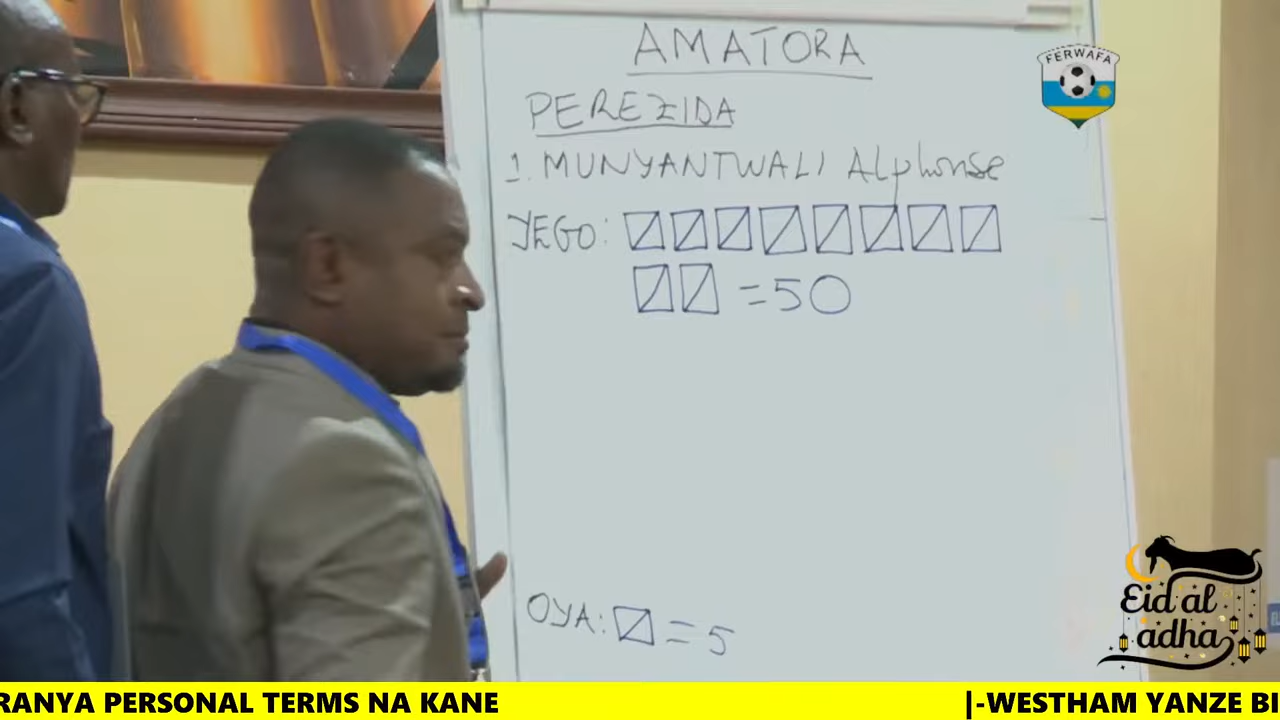 AMATORA
FERWAFA
PEREZIDA
1. MUNYANTWALI Alphonse
YEGO:
=50
OYA: =5
Eid al
adha
RANYA PERSONAL TERMS NA KANE
|-WESTHAM YANZE BI